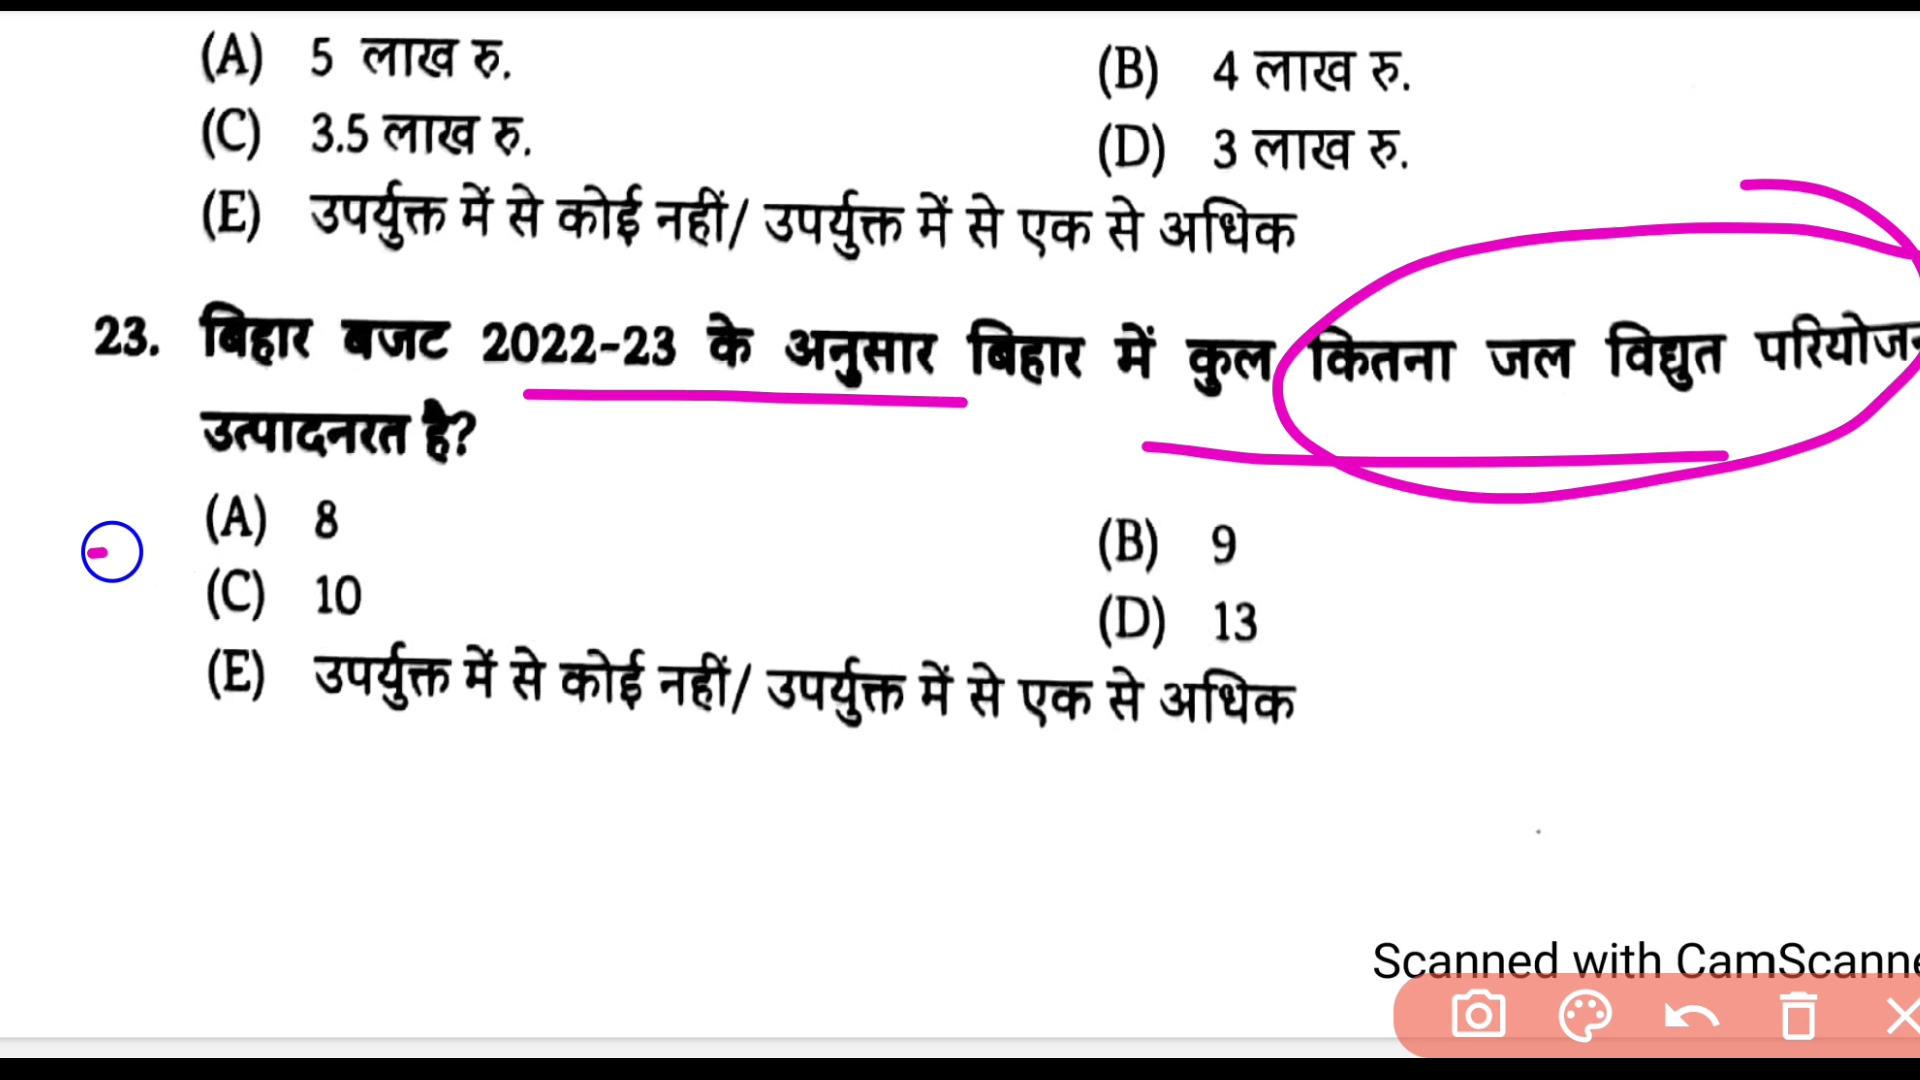 (A) 5 लाख रु. (B) 4 लाख रु.
(C) 3.5 लाख रु. (D) 3 लाख रु.
(E) उपर्युक्त में से कोई नहीं/ उपर्युक्त में से एक से अधिक
23. बिहार बजट 2022-23 के अनुसार बिहार में कुल कितना जल विद्युत
उत्पादनरत है?
(A) 8 (B) 9
(C) 10 (D) 13
(E) उपर्युक्त में से कोई नहीं/ उपर्युक्त में से एक से अधिक
Scanned with